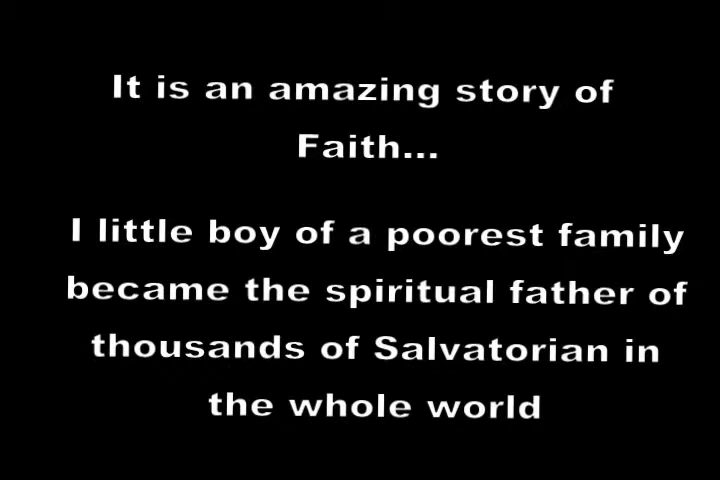 It is an amazing story of
Faith...
I little boy of a poorest family
became the spiritual father of
thousands of Salvatorian in
the whole world